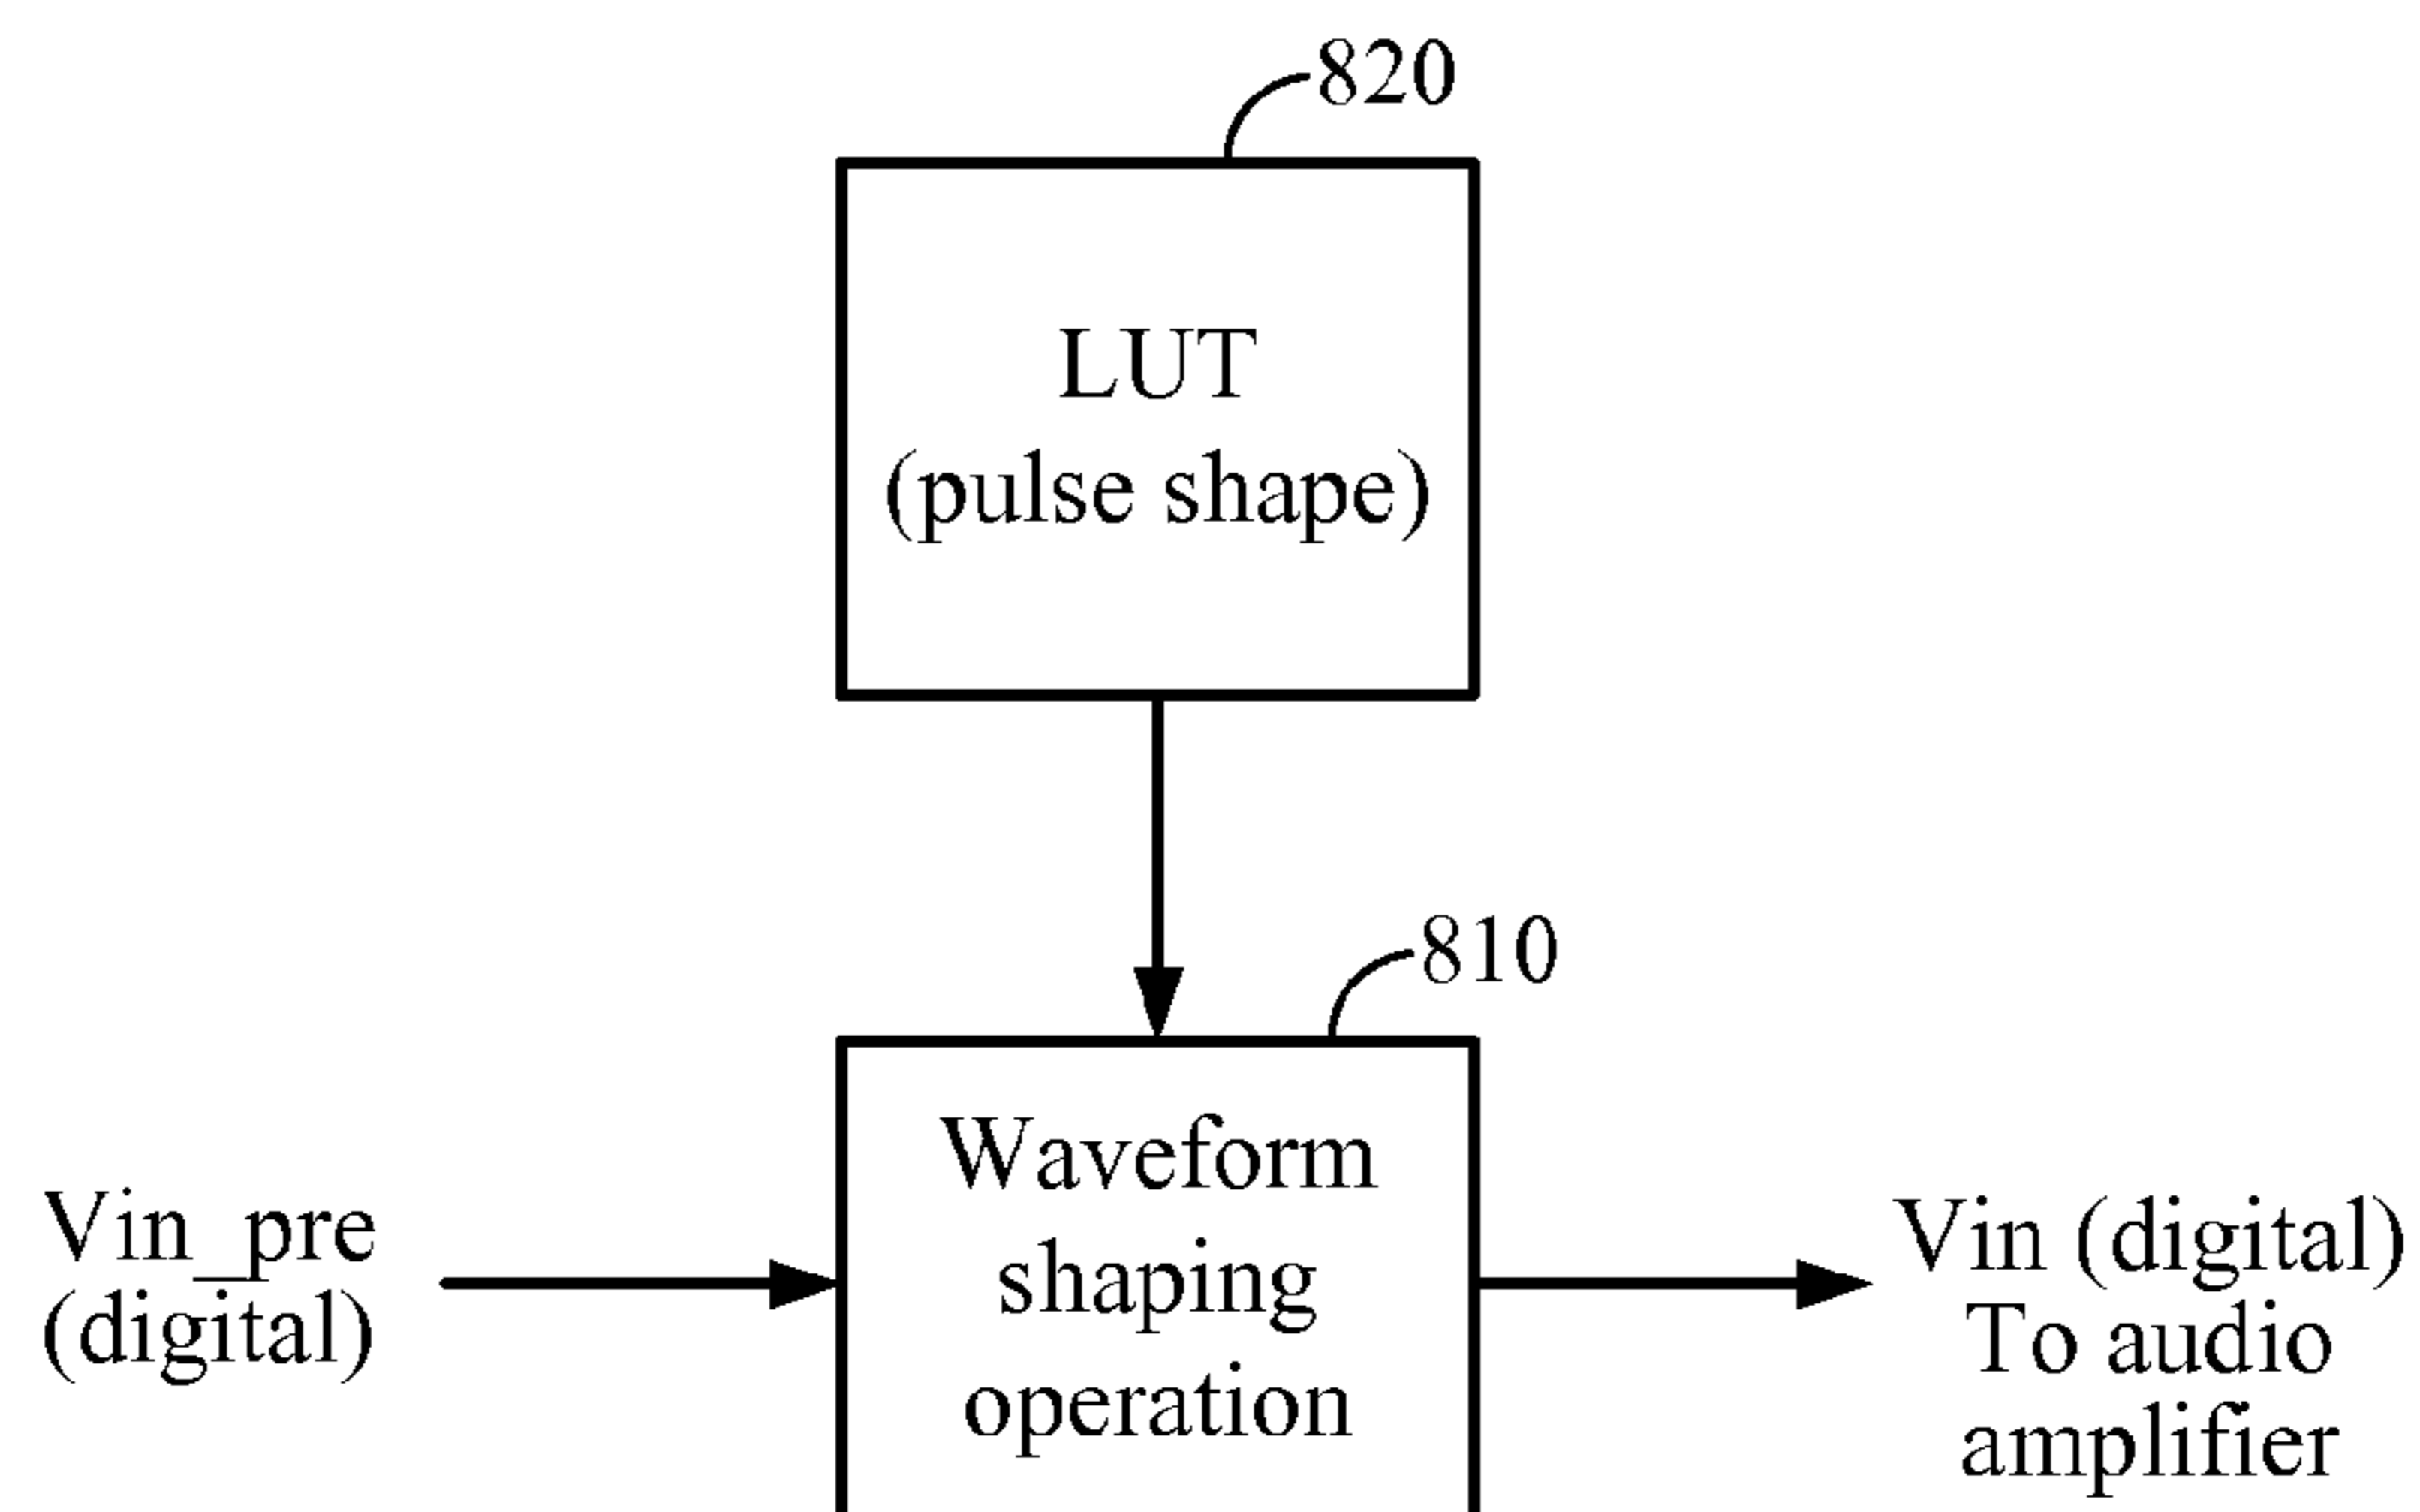 820
LUT
(pulse shape)
810
Waveform
shaping
operation
Vin_pre
(digital)
Vin (digital)
To audio
amplifier